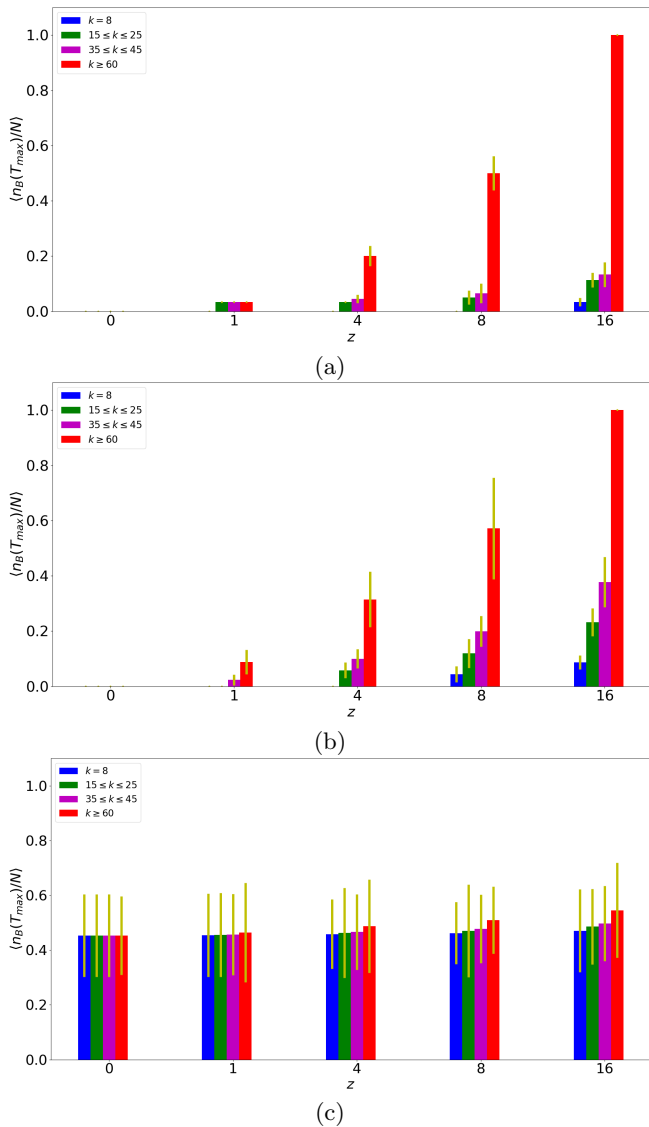 k = 8
15 ≤ k ≤ 25
35 ≤ k ≤ 45
k ≥ 60
⟨n_B(T_max)/N⟩
1.0
0.8
0.6
0.4
0.2
0.0
0 1 4 8 16
z
(a)
k = 8
15 ≤ k ≤ 25
35 ≤ k ≤ 45
k ≥ 60
⟨n_B(T_max)/N⟩
1.0
0.8
0.6
0.4
0.2
0.0
0 1 4 8 16
z
(b)
k = 8
15 ≤ k ≤ 25
35 ≤ k ≤ 45
k ≥ 60
⟨n_B(T_max)/N⟩
1.0
0.8
0.6
0.4
0.2
0.0
0 1 4 8 16
z
(c)